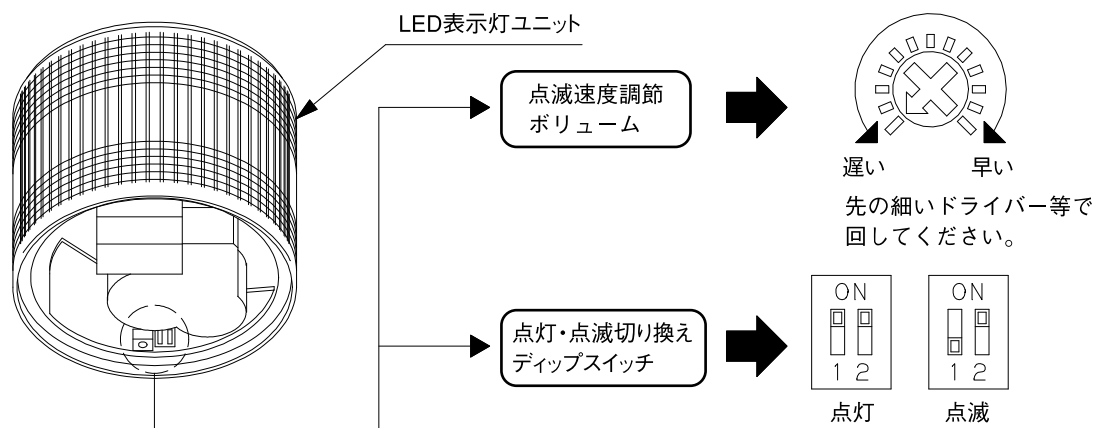 LED表示灯ユニット
点滅速度調節
ボリューム
遅い
早い
先の細いドライバー等で
回してください。
点灯・点滅切り換え
ディップスイッチ
ON
1 2
点灯
ON
1 2
点滅